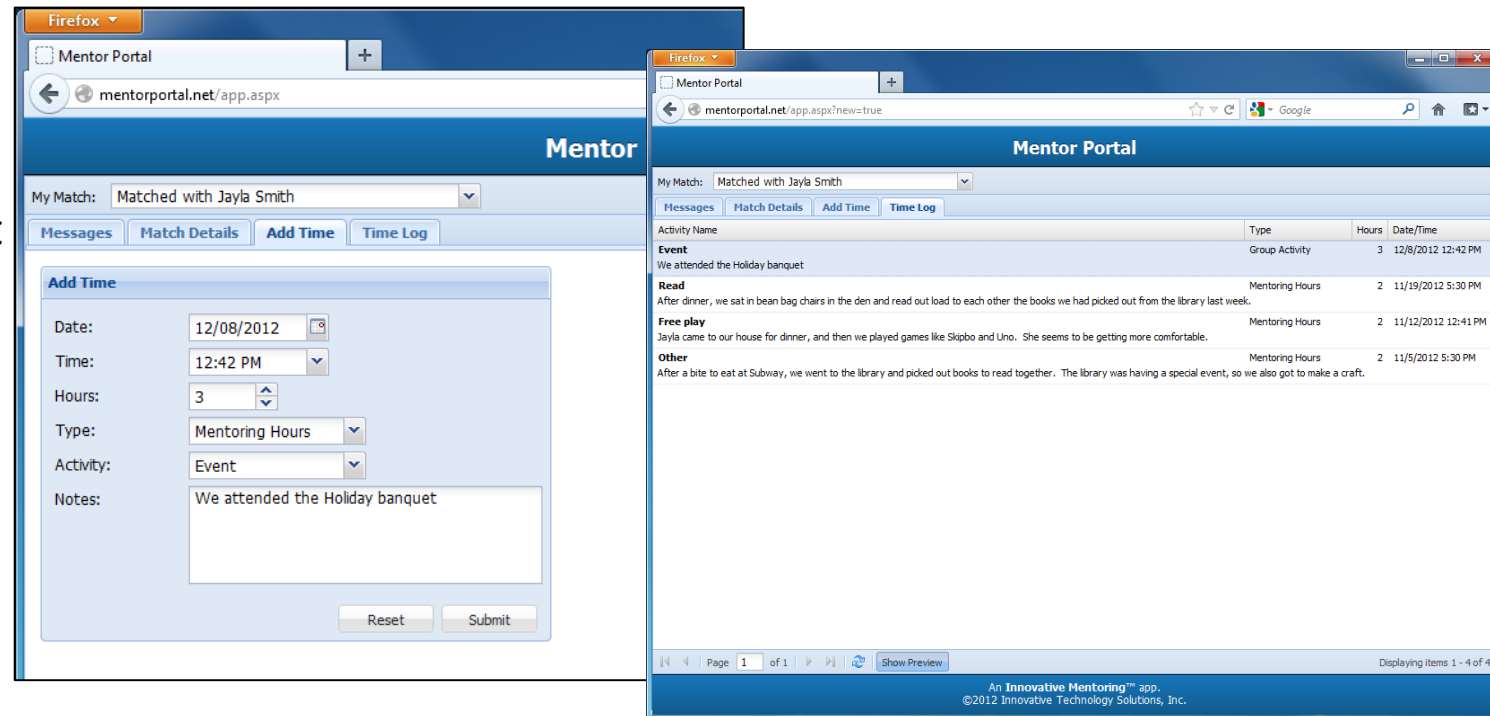 Firefox
Mentor Portal
mentorportal.net/app.aspx
Mentor
My Match: Matched with Jayla Smith
Messages Match Details Add Time Time Log
Add Time
Date: 12/08/2012
Time: 12:42 PM
Hours: 3
Type: Mentoring Hours
Activity: Event
Notes: We attended the Holiday banquet
Reset Submit
Firefox
Mentor Portal
mentorportal.net/app.aspx?new=true Google
Mentor Portal
My Match: Matched with Jayla Smith
Messages Match Details Add Time Time Log
Activity Name Type Hours Date/Time
Event Group Activity 3 12/8/2012 12:42 PM
We attended the Holiday banquet
Read Mentoring Hours 2 11/19/2012 5:30 PM
After dinner, we sat in bean bag chairs in the den and read out load to each other the books we had picked out from the library last week.
Free play Mentoring Hours 2 11/12/2012 12:41 PM
Jayla came to our house for dinner, and then we played games like Skipbo and Uno. She seems to be getting more comfortable.
Other Mentoring Hours 2 11/5/2012 5:30 PM
After a bite to eat at Subway, we went to the library and picked out books to read together. The library was having a special event, so we also got to make a craft.
Page 1 of 1 Show Preview Displaying items 1 - 4 of 4
An Innovative Mentoring™ app.
©2012 Innovative Technology Solutions, Inc.